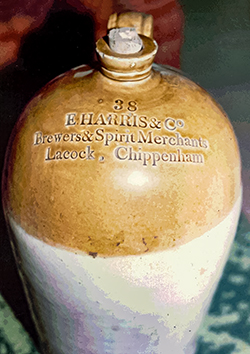 38
E HARRIS & Co
Brewers & Spirit Merchants
Lacock, Chippenham